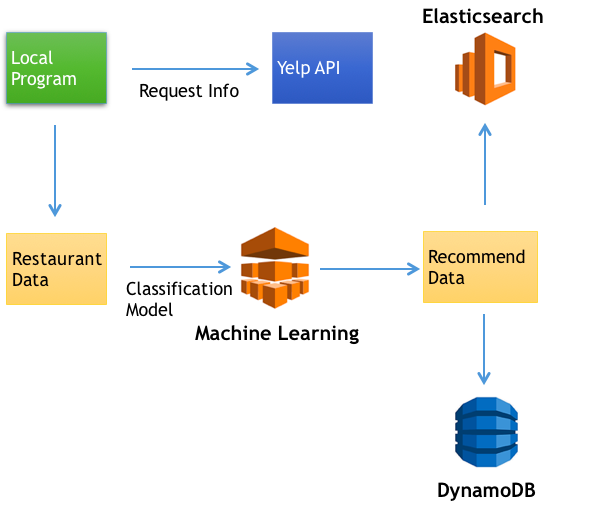 Elasticsearch
Local
Program
Request Info
Yelp API
Restaurant
Data
Classification
Model
Machine Learning
Recommend
Data
DynamoDB